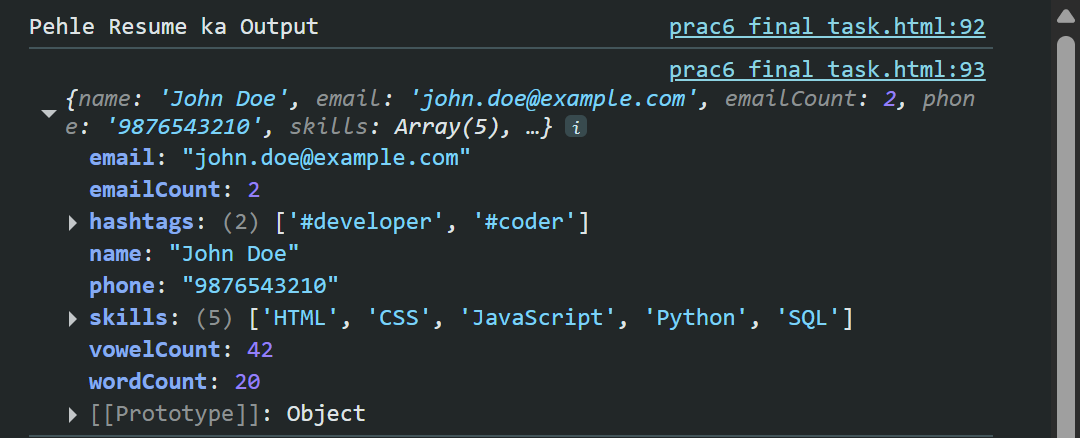 Pehle Resume ka Output prac6 final task.html:92
prac6 final task.html:93
{name: 'John Doe', email: 'john.doe@example.com', emailCount: 2, phon
e: '9876543210', skills: Array(5), …} i
email: "john.doe@example.com"
emailCount: 2
hashtags: (2) ['#developer', '#coder']
name: "John Doe"
phone: "9876543210"
skills: (5) ['HTML', 'CSS', 'JavaScript', 'Python', 'SQL']
vowelCount: 42
wordCount: 20
[[Prototype]]: Object